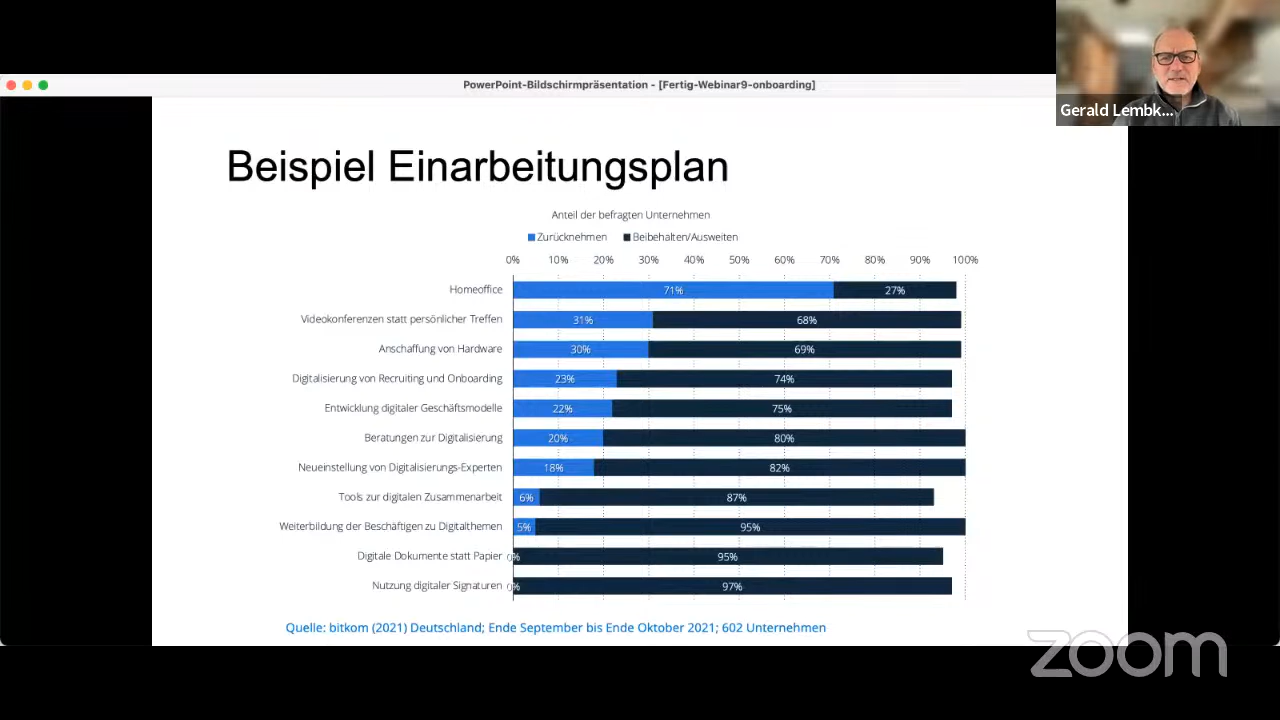 PowerPoint-Bildschirmpräsentation - [Fertig-Webinar9-onboarding]
Gerald Lembk...
Beispiel Einarbeitungsplan
Anteil der befragten Unternehmen
Zurücknehmen Beibehalten/Ausweiten
0% 10% 20% 30% 40% 50% 60% 70% 80% 90% 100%
Homeoffice 71% 27%
Videokonferenzen statt persönlicher Treffen 31% 68%
Anschaffung von Hardware 30% 69%
Digitalisierung von Recruiting und Onboarding 23% 74%
Entwicklung digitaler Geschäftsmodelle 22% 75%
Beratungen zur Digitalisierung 20% 80%
Neueinstellung von Digitalisierungs-Experten 18% 82%
Tools zur digitalen Zusammenarbeit 6% 87%
Weiterbildung der Beschäftigen zu Digitalthemen 5% 95%
Digitale Dokumente statt Papier 0% 95%
Nutzung digitaler Signaturen 0% 97%
Quelle: bitkom (2021) Deutschland; Ende September bis Ende Oktober 2021; 602 Unternehmen
zoom